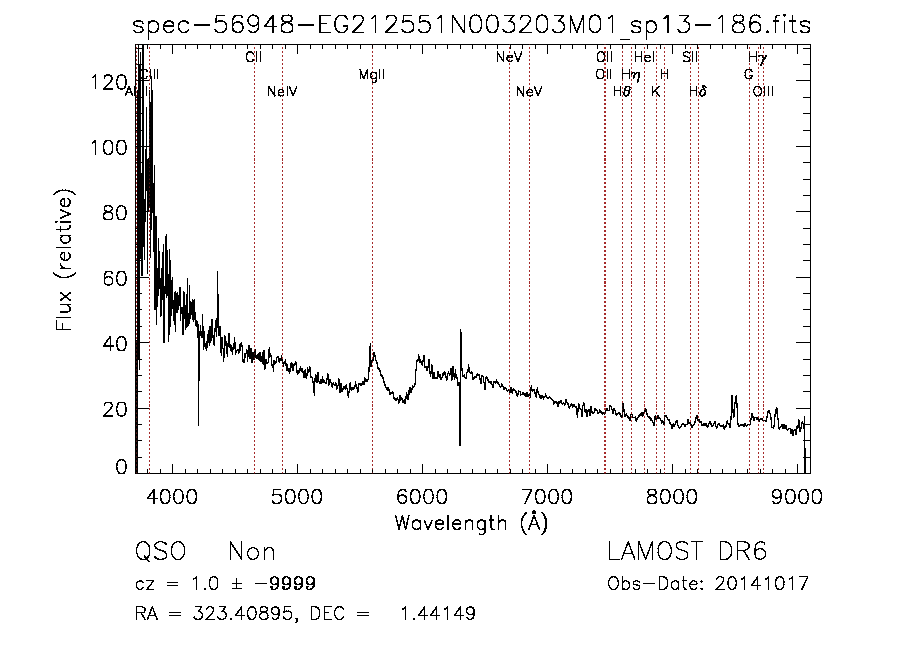 spec-56948-EG212551N003203M01_sp13-186.fits
CII NeV OII HeI SII Hγ
CIII MgII OII Hη H G
NeIV NeV Hθ K Hδ OIII
120
100
80
60
40
20
0
Flux (relative)
4000 5000 6000 7000 8000 9000
Wavelength (Å)
QSO Non LAMOST DR6
cz = 1.0 ± -9999 Obs-Date: 20141017
RA = 323.40895, DEC = 1.44149